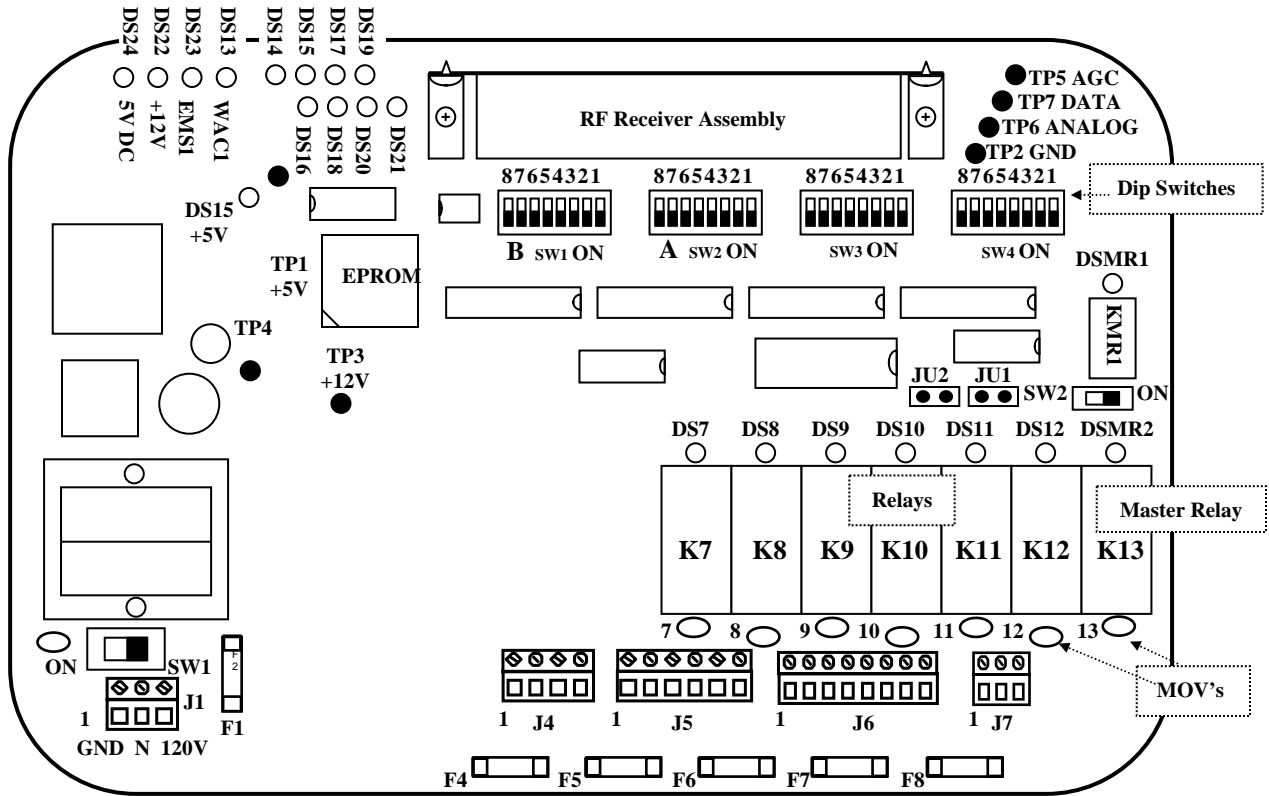 DS24 DS22 DS23 DS13 DS14 DS15 DS17 DS19
5V DC +12V EMS1 WAC1 DS16 DS18 DS20 DS21
RF Receiver Assembly
TP5 AGC
TP7 DATA
TP6 ANALOG
TP2 GND
87654321 87654321 87654321 87654321
Dip Switches
B SW1 ON A SW2 ON SW3 ON SW4 ON
DS15
+5V
TP1
+5V
EPROM
DSMR1
KMR1
TP4
TP3
+12V
JU2 JU1 SW2 ON
DS7 DS8 DS9 DS10 DS11 DS12 DSMR2
Relays
Master Relay
K7 K8 K9 K10 K11 K12 K13
7 8 9 10 11 12 13
MOV's
ON SW1
F2
J1
1
GND N 120V
F1
1 J4 1 J5 1 J6 1 J7
F4 F5 F6 F7 F8